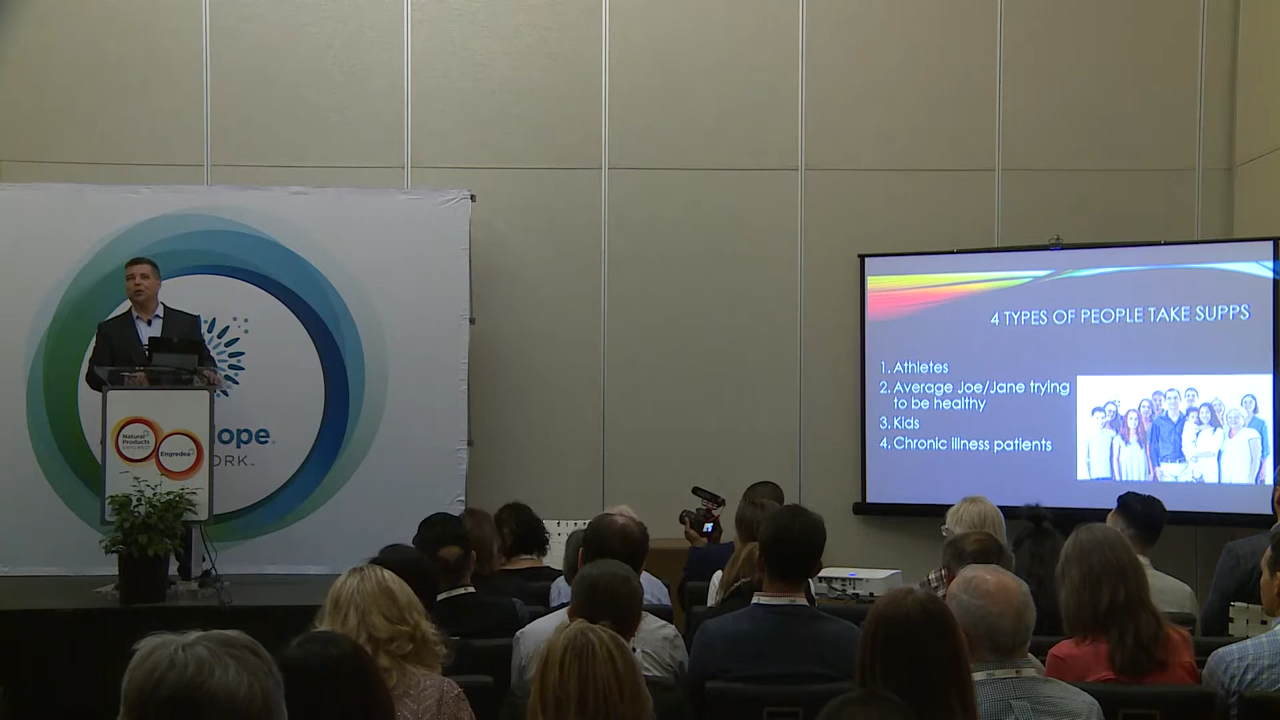 ope
ORK™
Natural
Products
Engredea
4 TYPES OF PEOPLE TAKE SUPPS
1. Athletes
2. Average Joe/Jane trying
to be healthy
3. Kids
4. Chronic illness patients